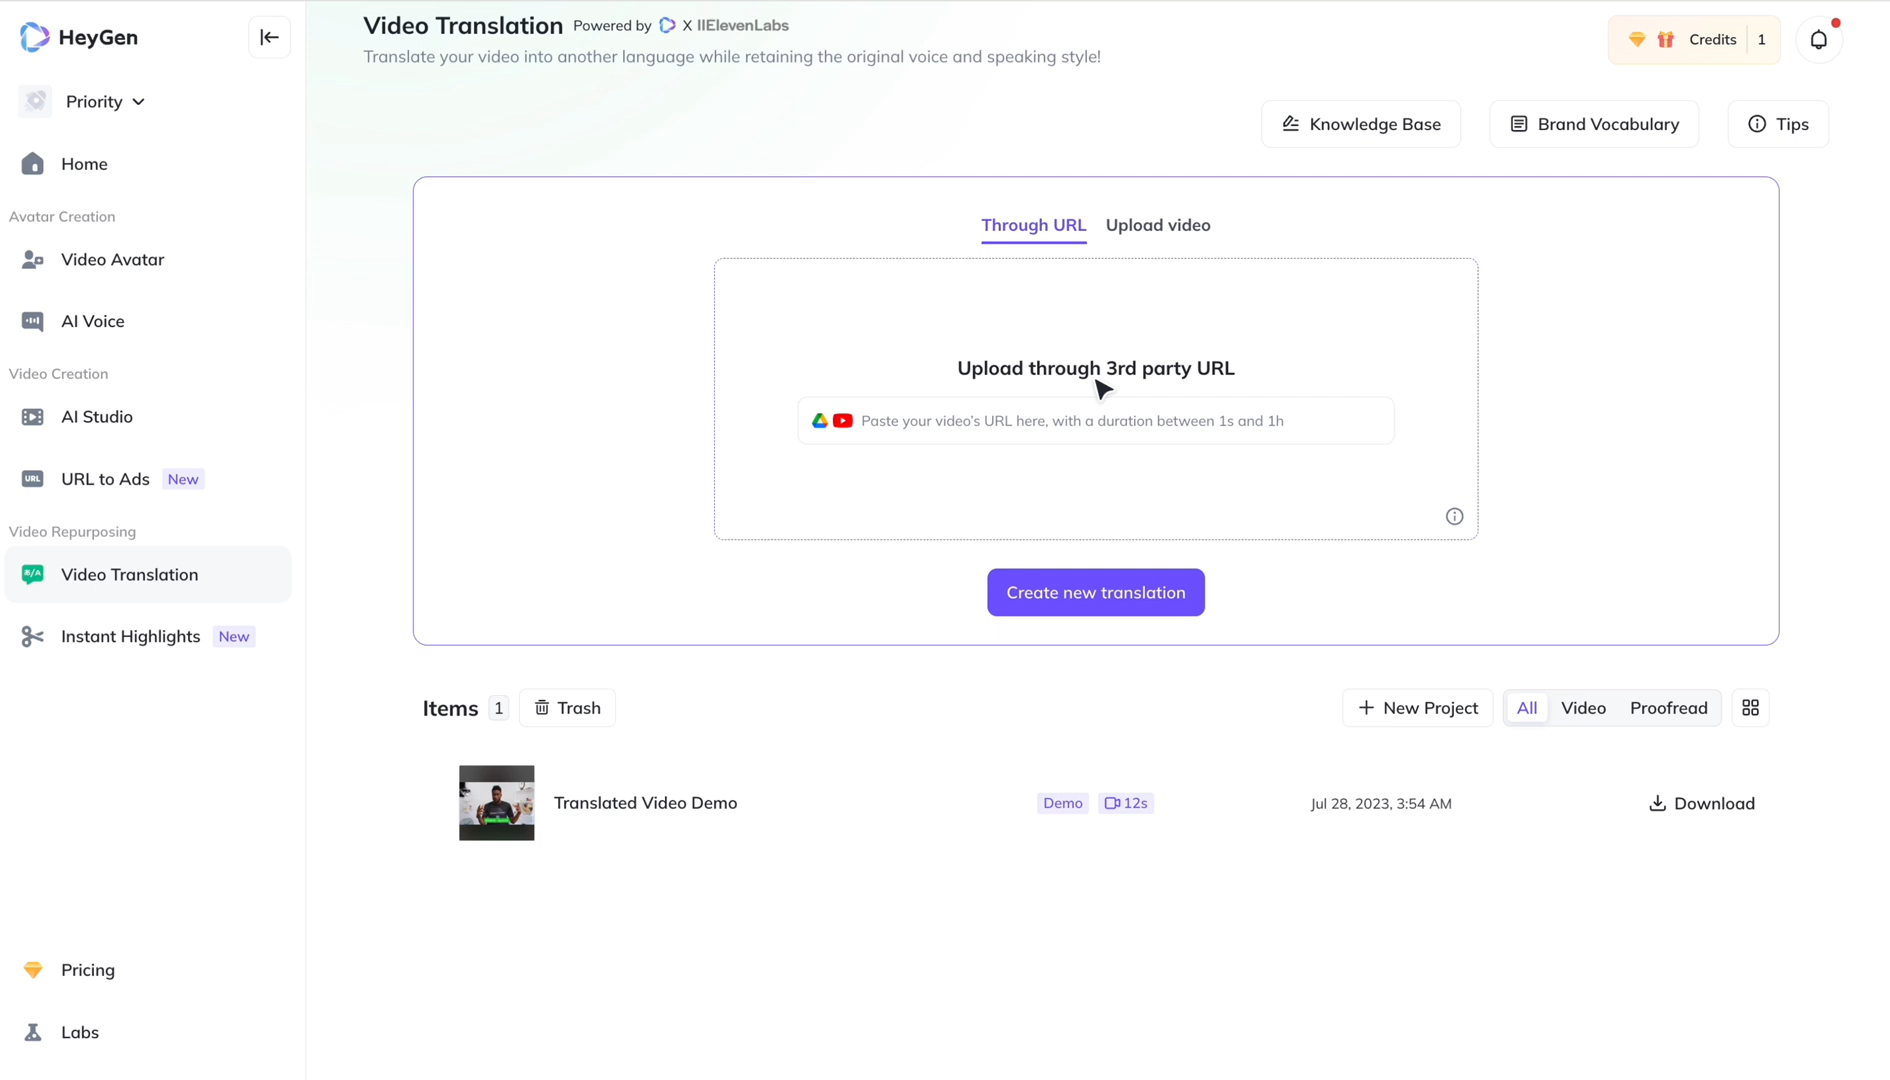 HeyGen
Priority
Home
Avatar Creation
Video Avatar
AI Voice
Video Creation
AI Studio
URL
URL to Ads New
Video Repurposing
Video Translation
Instant Highlights New
Pricing
Labs
Video Translation Powered by X IIElevenLabs
Translate your video into another language while retaining the original voice and speaking style!
Credits 1
Knowledge Base
Brand Vocabulary
Tips
Through URL Upload video
Upload through 3rd party URL
Paste your video's URL here, with a duration between 1s and 1h
Create new translation
Items 1 Trash
New Project
All Video Proofread
Translated Video Demo Demo 12s Jul 28, 2023, 3:54 AM Download